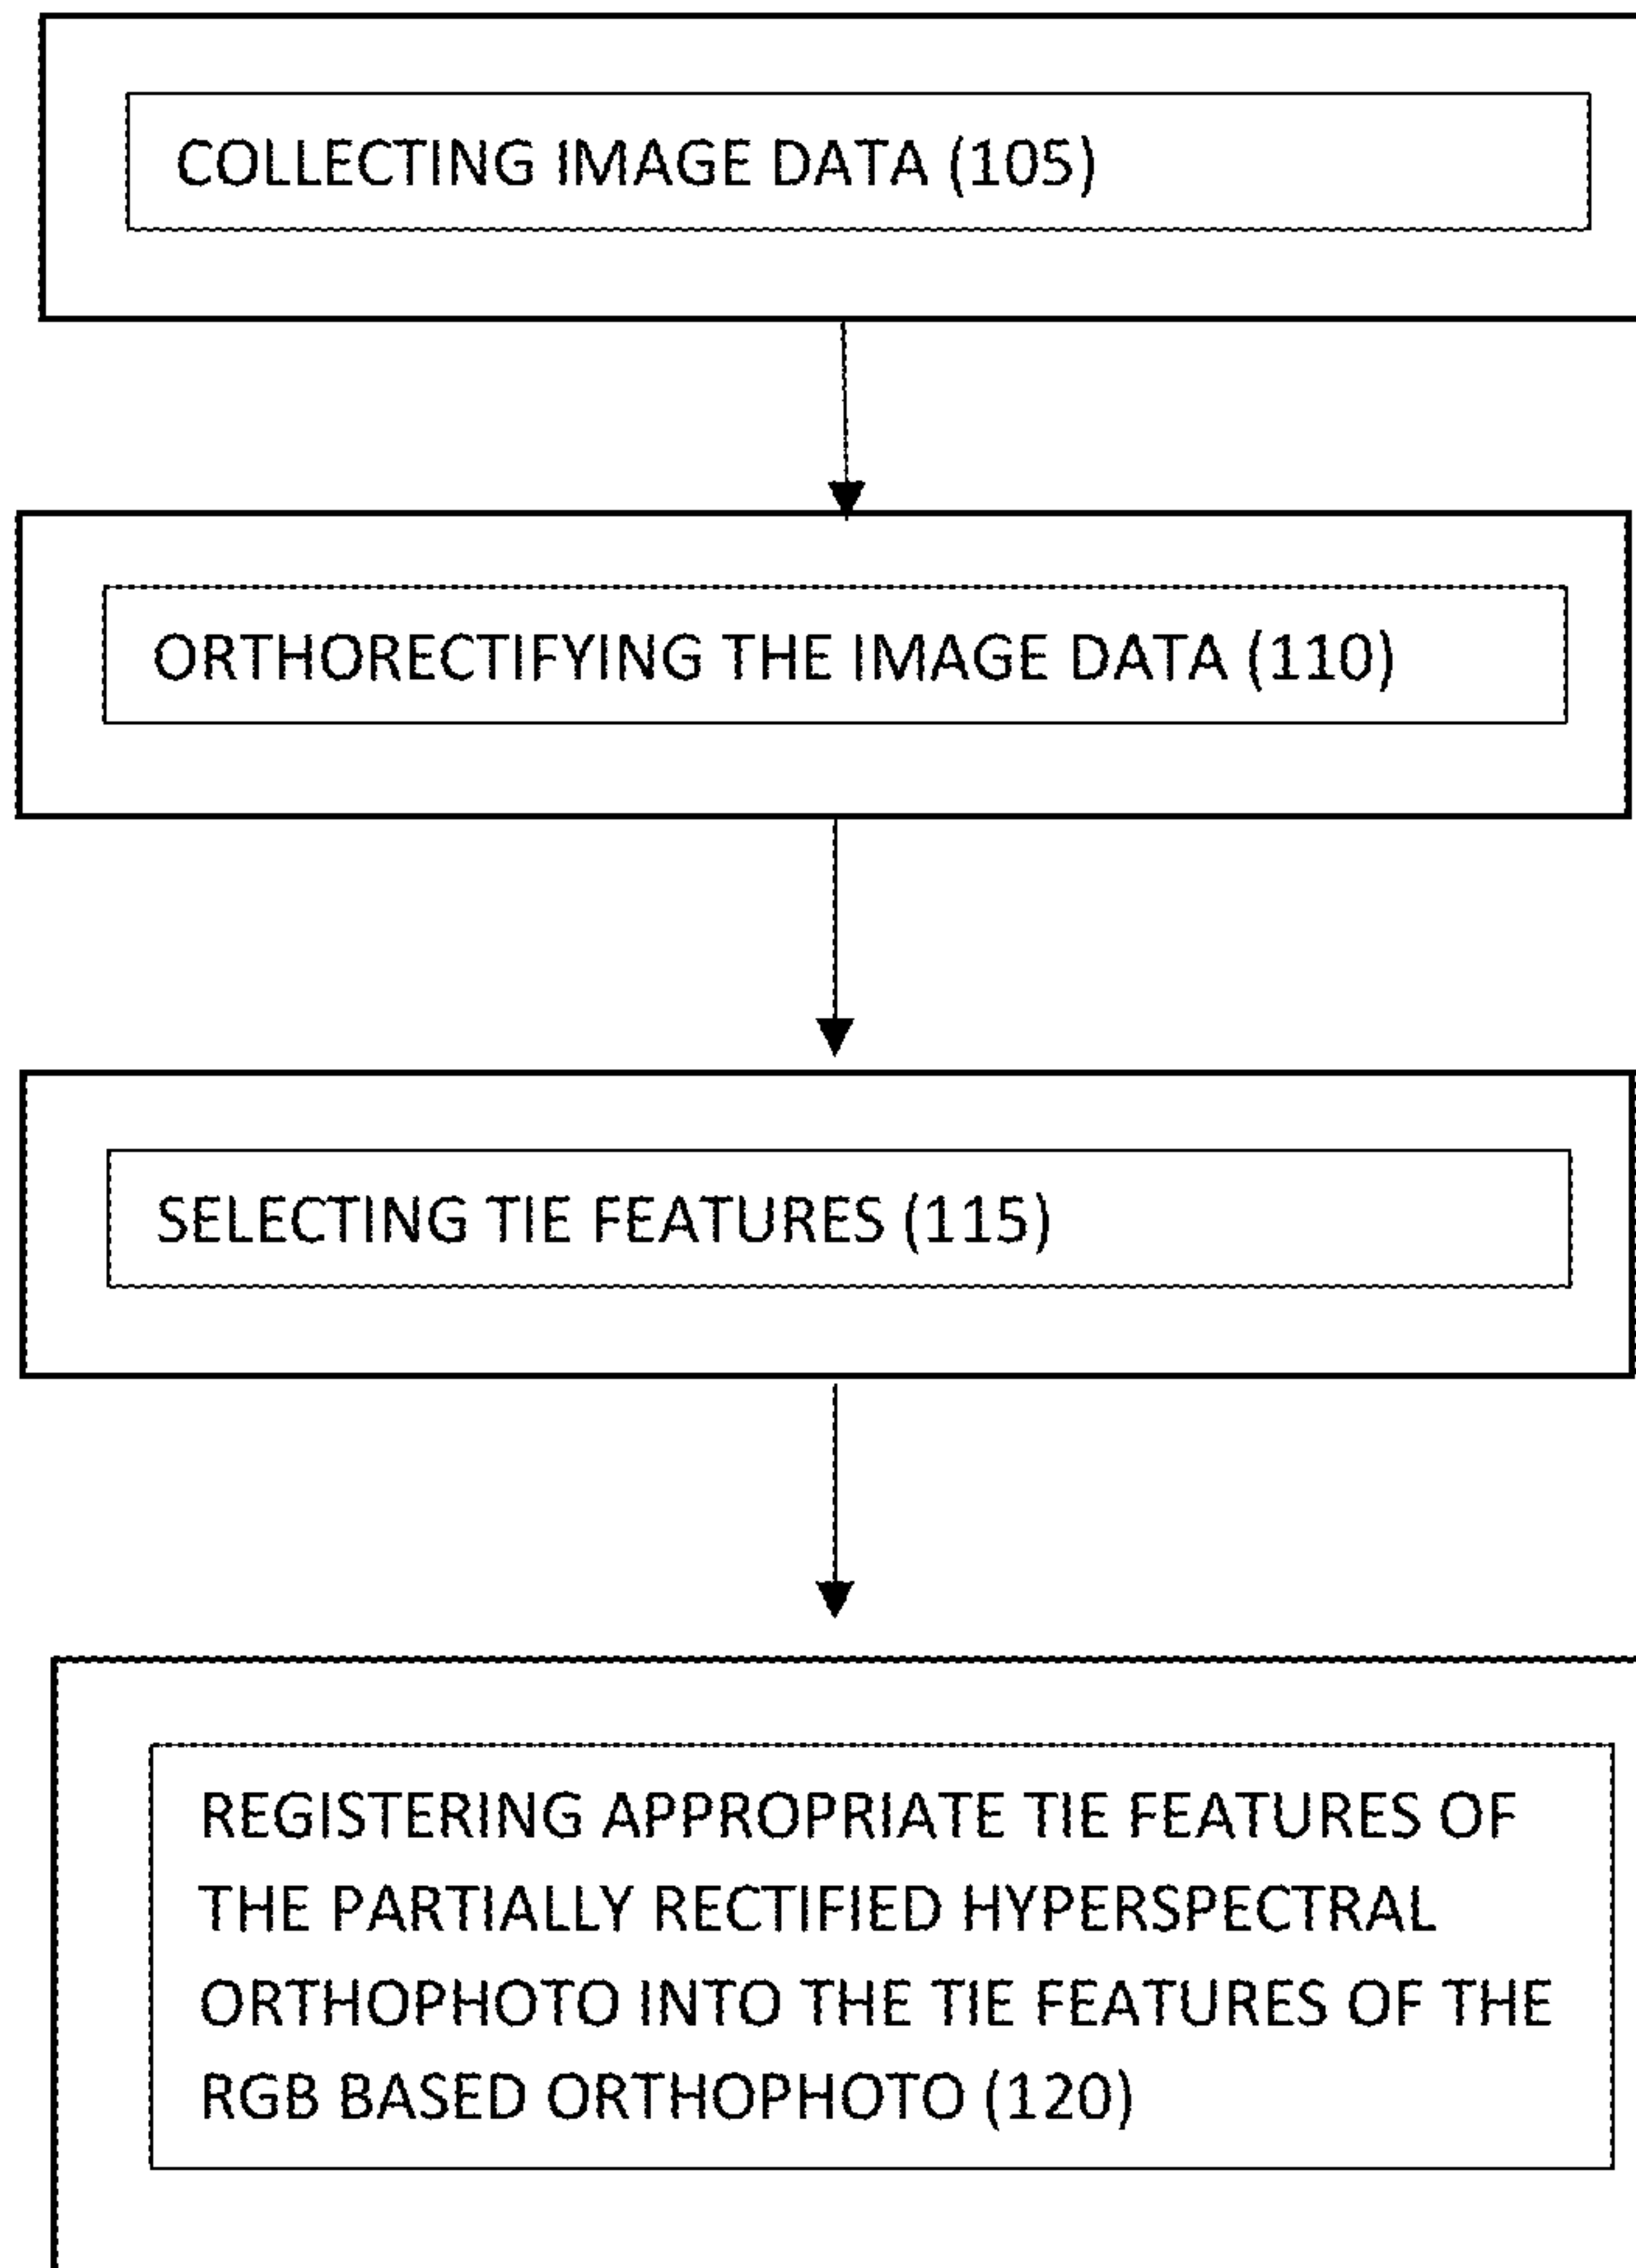 COLLECTING IMAGE DATA (105)
ORTHORECTIFYING THE IMAGE DATA (110)
SELECTING TIE FEATURES (115)
REGISTERING APPROPRIATE TIE FEATURES OF
THE PARTIALLY RECTIFIED HYPERSPECTRAL
ORTHOPHOTO INTO THE TIE FEATURES OF THE
RGB BASED ORTHOPHOTO (120)